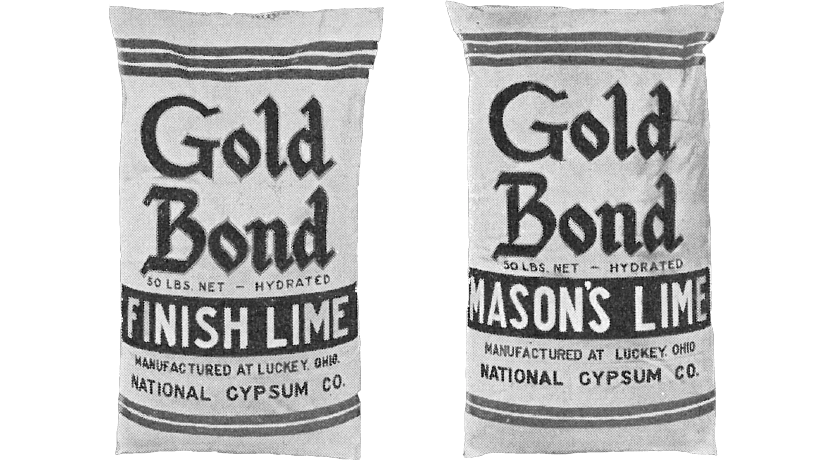 Gold
Bond
50 LBS. NET – HYDRATED
FINISH LIME
MANUFACTURED AT LUCKEY, OHIO.
NATIONAL GYPSUM CO.
Gold
Bond
50 LBS. NET – HYDRATED
MASON'S LIME
MANUFACTURED AT LUCKEY, OHIO
NATIONAL GYPSUM CO.